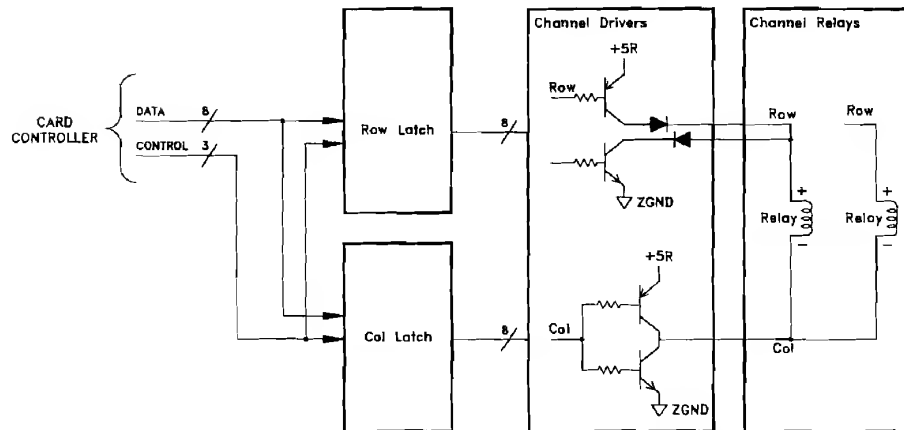 Channel Drivers
Channel Relays
+5R
DATA
8
Row
Row
Row
CARD
CONTROLLER
Row Latch
8
CONTROL
3
ZGND
+
+
Relay
Relay
-
-
+5R
Col Latch
8
Col
Col
ZGND